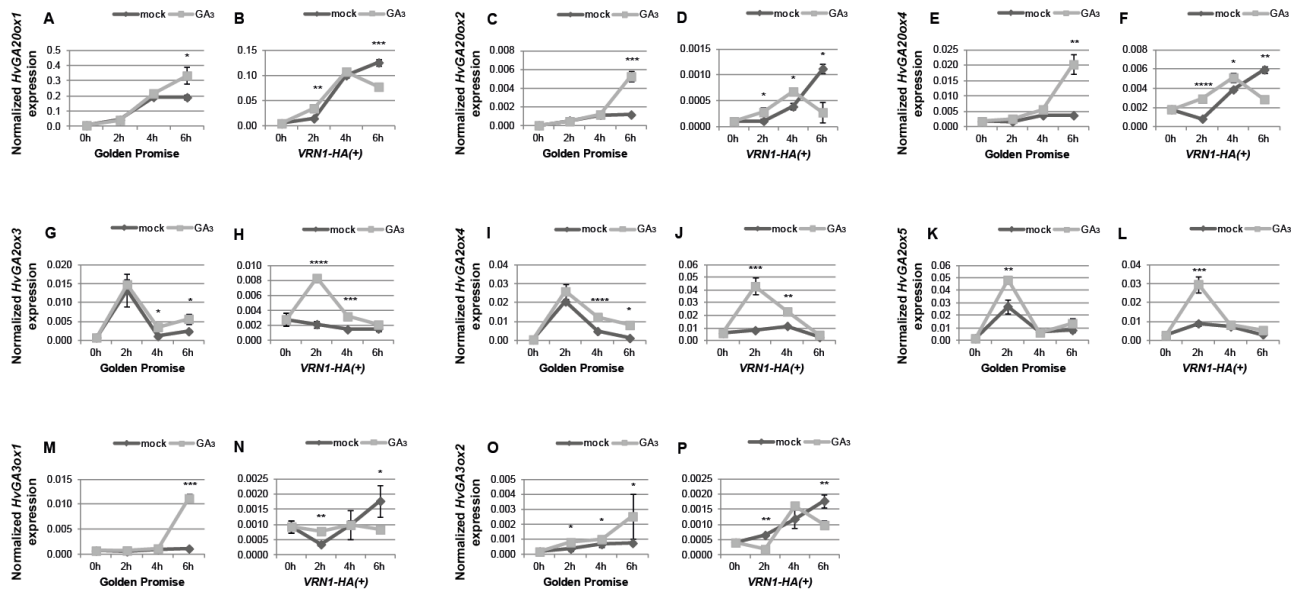 A mock GA₃ B mock GA₃ C mock GA₃ D mock GA₃ E mock GA₃ F mock GA₃
Normalized HvGA20ox1 expression
0.5
0.4
0.3
0.2
0.1
0.0
*
0h 2h 4h 6h
Golden Promise
0.15
0.10
0.05
0.00
** ***
0h 2h 4h 6h
VRN1-HA(+)
Normalized HvGA20ox2 expression
0.008
0.006
0.004
0.002
0.000
***
0h 2h 4h 6h
Golden Promise
0.0015
0.0010
0.0005
0.0000
* * *
0h 2h 4h 6h
VRN1-HA(+)
Normalized HvGA20ox4 expression
0.025
0.020
0.015
0.010
0.005
0.000
**
0h 2h 4h 6h
Golden Promise
0.008
0.006
0.004
0.002
0.000
**** * **
0h 2h 4h 6h
VRN1-HA(+)
G mock GA₃ H mock GA₃ I mock GA₃ J mock GA₃ K mock GA₃ L mock GA₃
Normalized HvGA2ox3 expression
0.020
0.015
0.010
0.005
0.000
* *
0h 2h 4h 6h
Golden Promise
0.010
0.008
0.006
0.004
0.002
0.000
**** ***
0h 2h 4h 6h
VRN1-HA(+)
Normalized HvGA2ox4 expression
0.04
0.03
0.02
0.01
0.00
**** *
0h 2h 4h 6h
Golden Promise
0.06
0.05
0.04
0.03
0.02
0.01
0.00
*** **
0h 2h 4h 6h
VRN1-HA(+)
Normalized HvGA2ox5 expression
0.06
0.05
0.04
0.03
0.02
0.01
0.00
**
0h 2h 4h 6h
Golden Promise
0.04
0.03
0.02
0.01
0.00
***
0h 2h 4h 6h
VRN1-HA(+)
M mock GA₃ N mock GA₃ O mock GA₃ P mock GA₃
Normalized HvGA3ox1 expression
0.015
0.010
0.005
0.000
***
0h 2h 4h 6h
Golden Promise
0.0025
0.0020
0.0015
0.0010
0.0005
0.0000
** *
0h 2h 4h 6h
VRN1-HA(+)
Normalized HvGA3ox2 expression
0.005
0.004
0.003
0.002
0.001
0.000
* * *
0h 2h 4h 6h
Golden Promise
0.0025
0.0020
0.0015
0.0010
0.0005
0.0000
** **
0h 2h 4h 6h
VRN1-HA(+)